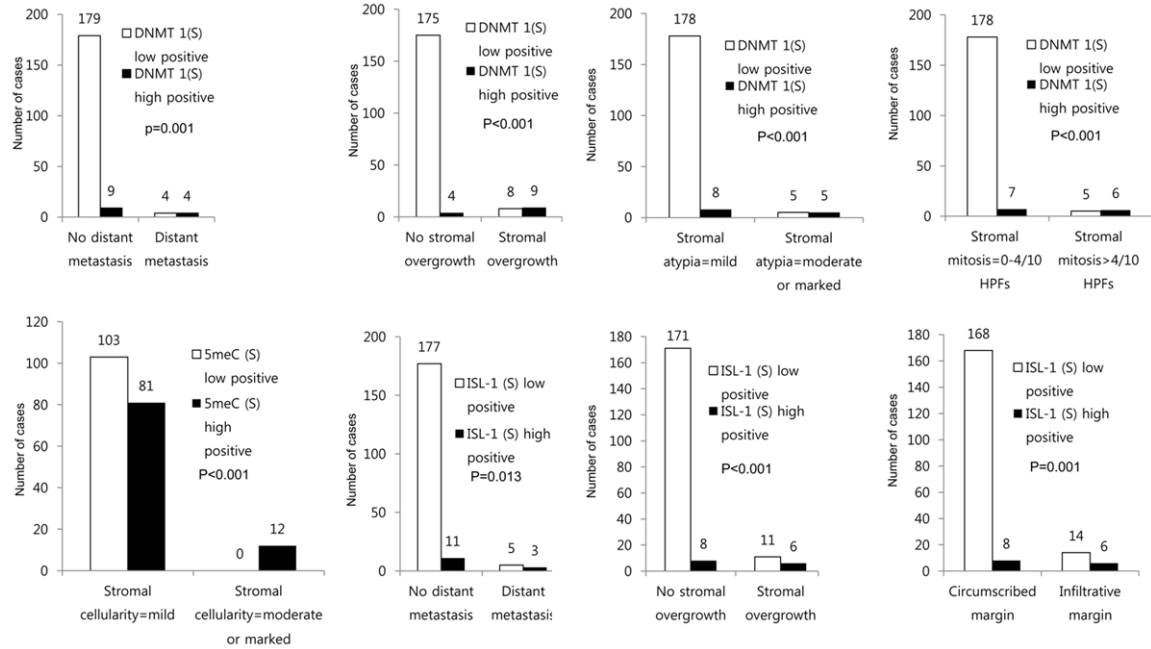 Number of cases
200
150
100
50
0
179
9
4
4
DNMT 1(S)
low positive
DNMT 1(S)
high positive
p=0.001
No distant
metastasis
Distant
metastasis
Number of cases
200
150
100
50
0
175
4
8
9
DNMT 1(S)
low positive
DNMT 1(S)
high positive
P<0.001
No stromal
overgrowth
Stromal
overgrowth
Number of cases
200
150
100
50
0
178
8
5
5
DNMT 1(S)
low positive
DNMT 1(S)
high positive
P<0.001
Stromal
atypia=mild
Stromal
atypia=moderate
or marked
Number of cases
200
150
100
50
0
178
7
5
6
DNMT 1(S)
low positive
DNMT 1(S)
high positive
P<0.001
Stromal
mitosis=0-4/10
HPFs
Stromal
mitosis>4/10
HPFs
Number of cases
120
100
80
60
40
20
0
103
81
0
12
5meC (S)
low positive
5meC (S)
high
positive
P<0.001
Stromal
cellularity=mild
Stromal
cellularity=moderate
or marked
Number of cases
200
150
100
50
0
177
11
5
3
ISL-1 (S) low
positive
ISL-1 (S) high
positive
P=0.013
No distant
metastasis
Distant
metastasis
Number of cases
180
160
140
120
100
80
60
40
20
0
171
8
11
6
ISL-1 (S) low
positive
ISL-1 (S) high
positive
P<0.001
No stromal
overgrowth
Stromal
overgrowth
Number of cases
180
160
140
120
100
80
60
40
20
0
168
8
14
6
ISL-1 (S) low
positive
ISL-1 (S) high
positive
P=0.001
Circumscribed
margin
Infiltrative
margin